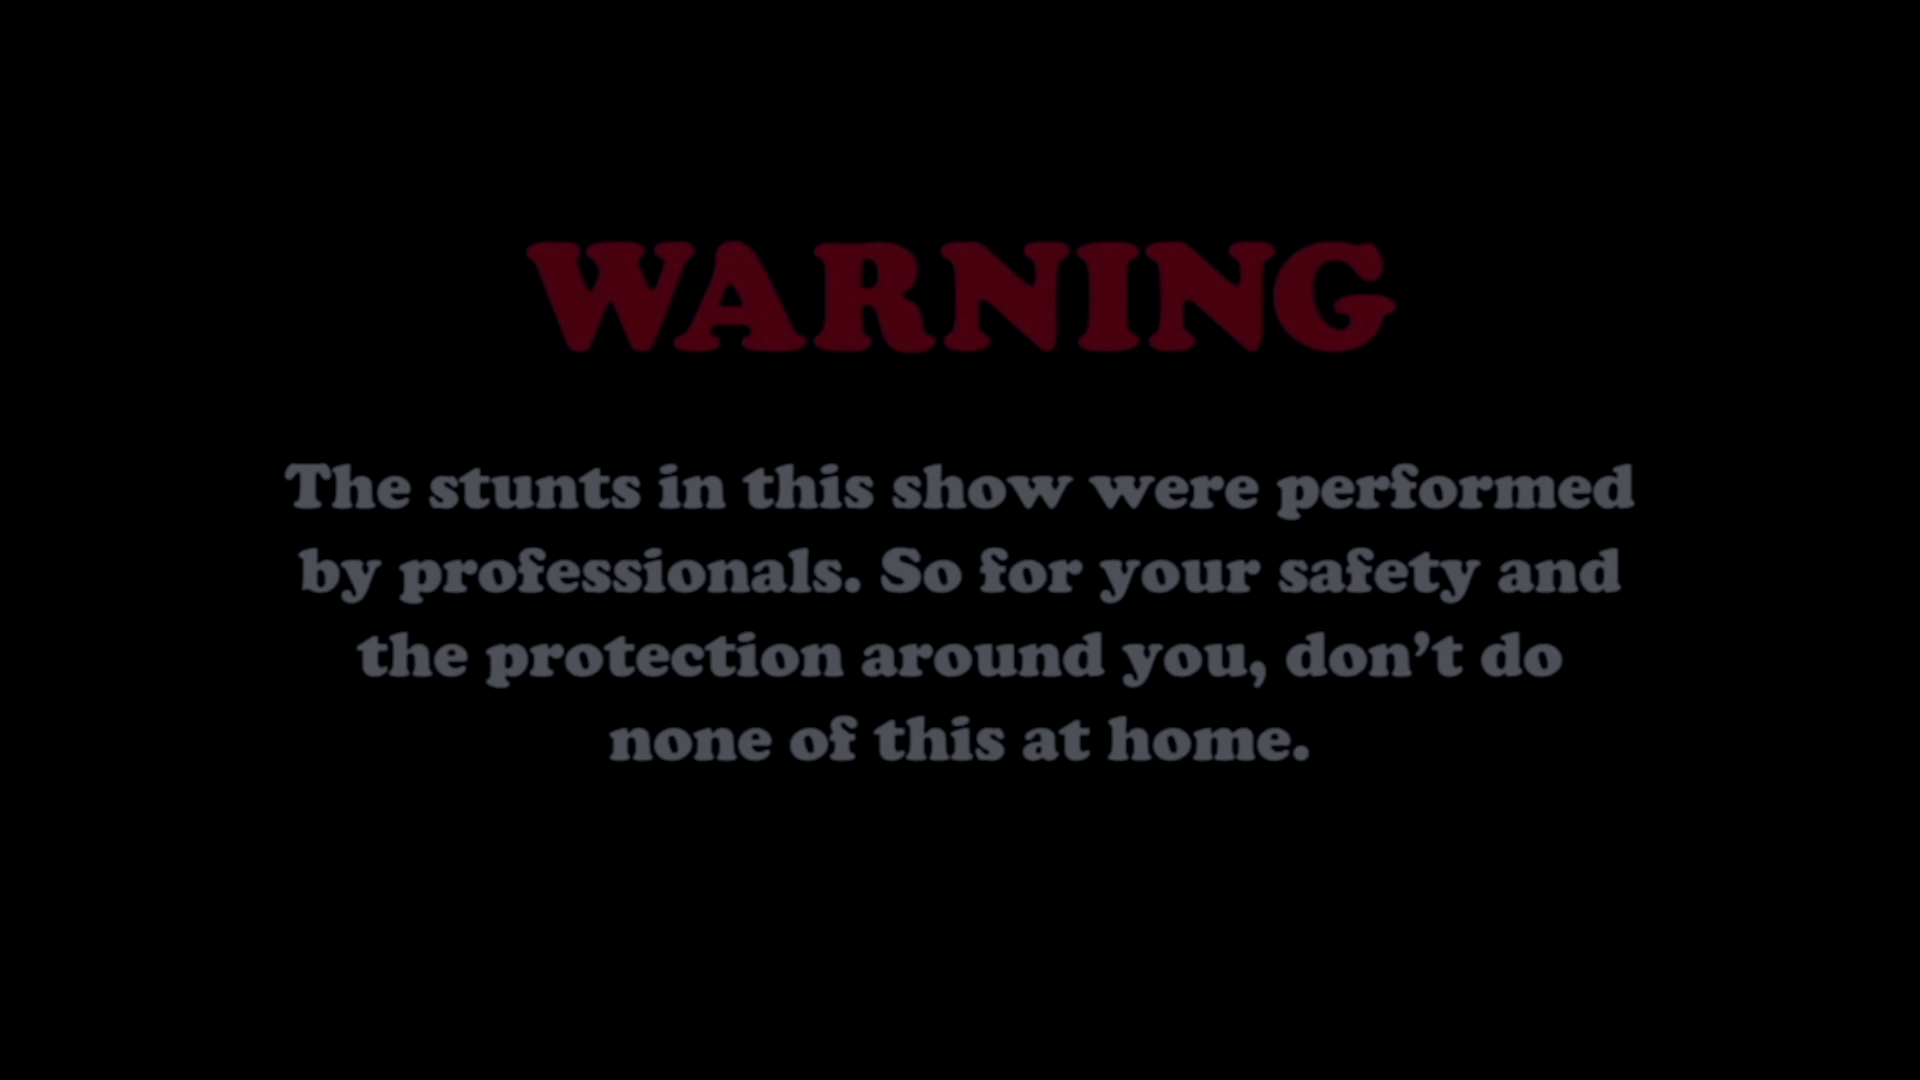 WARNING
The stunts in this show were performed
by professionals. So for your safety and
the protection around you, don’t do
none of this at home.